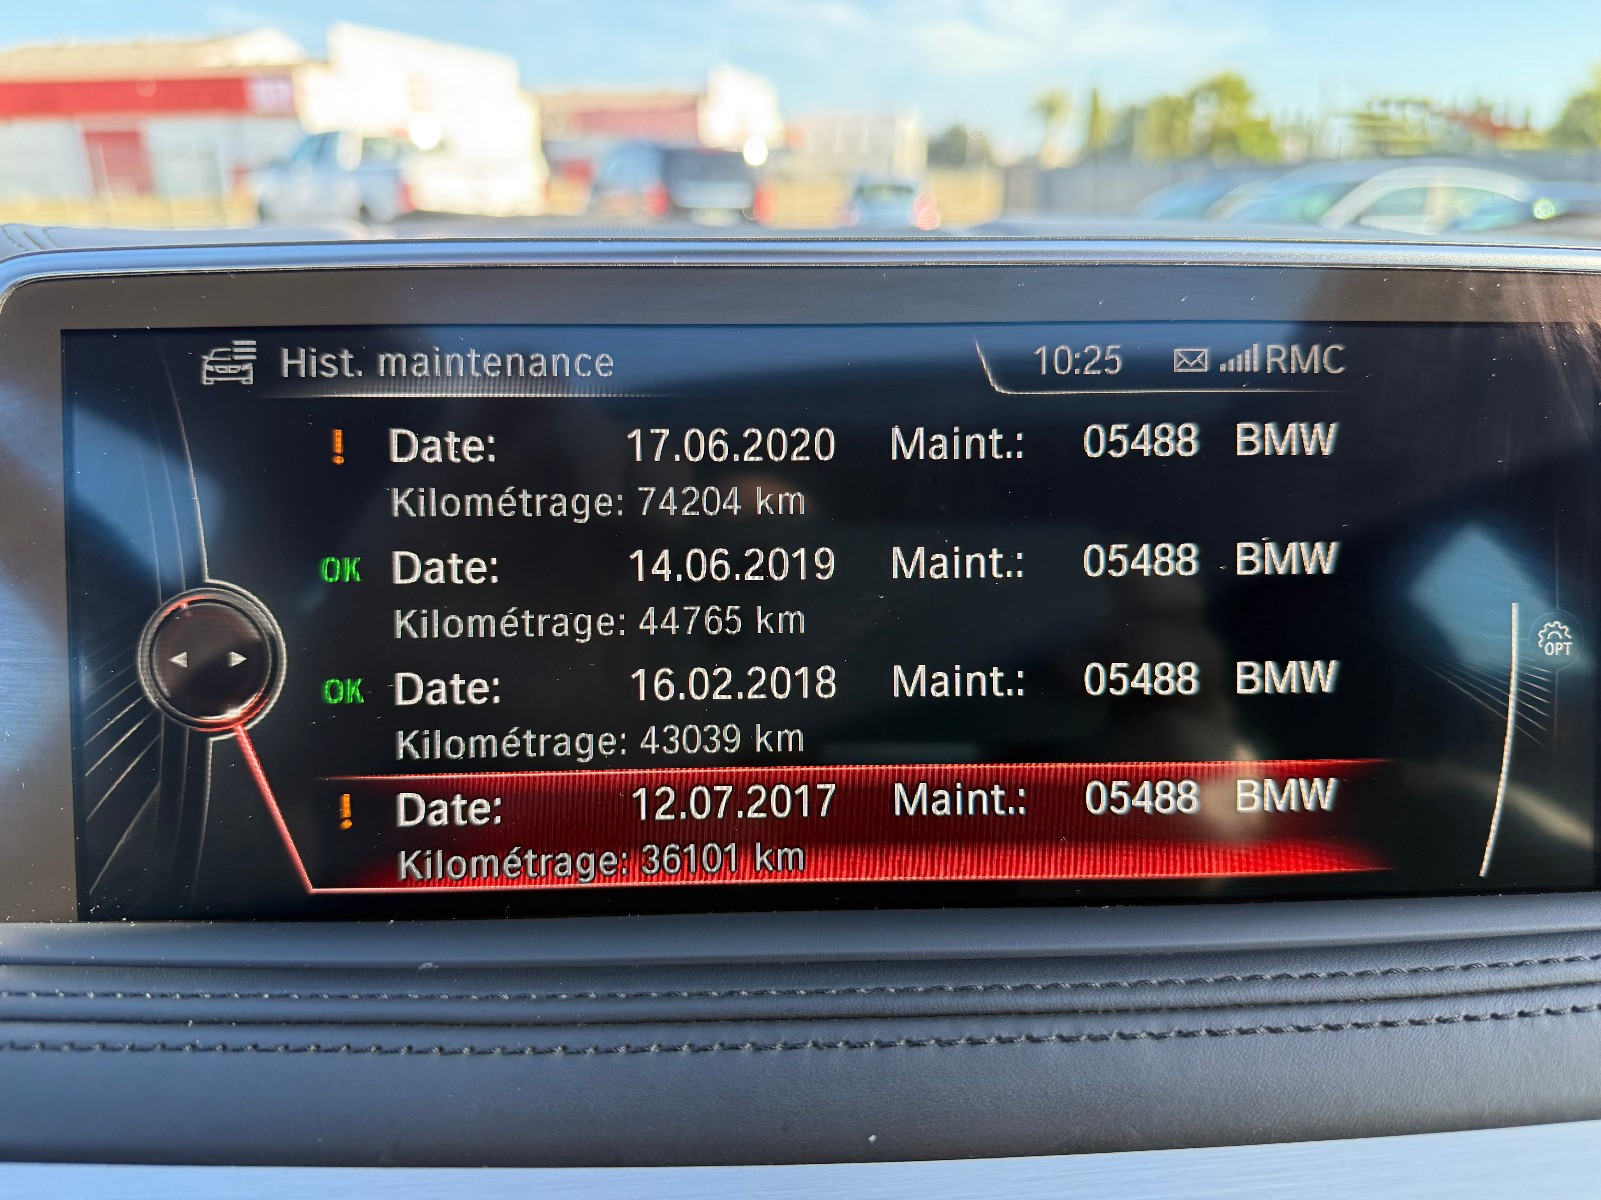 Hist. maintenance 10:25 RMC
! Date: 17.06.2020 Maint.: 05488 BMW
Kilométrage: 74204 km
OK Date: 14.06.2019 Maint.: 05488 BMW
Kilométrage: 44765 km
OK Date: 16.02.2018 Maint.: 05488 BMW
Kilométrage: 43039 km
OPT
! Date: 12.07.2017 Maint.: 05488 BMW
Kilométrage: 36101 km